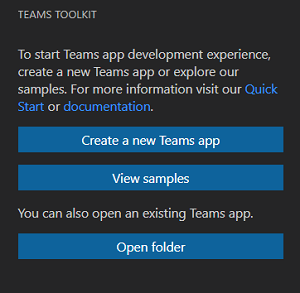 TEAMS TOOLKIT
To start Teams app development experience,
create a new Teams app or explore our
samples. For more information visit our Quick
Start or documentation.
Create a new Teams app
View samples
You can also open an existing Teams app.
Open folder